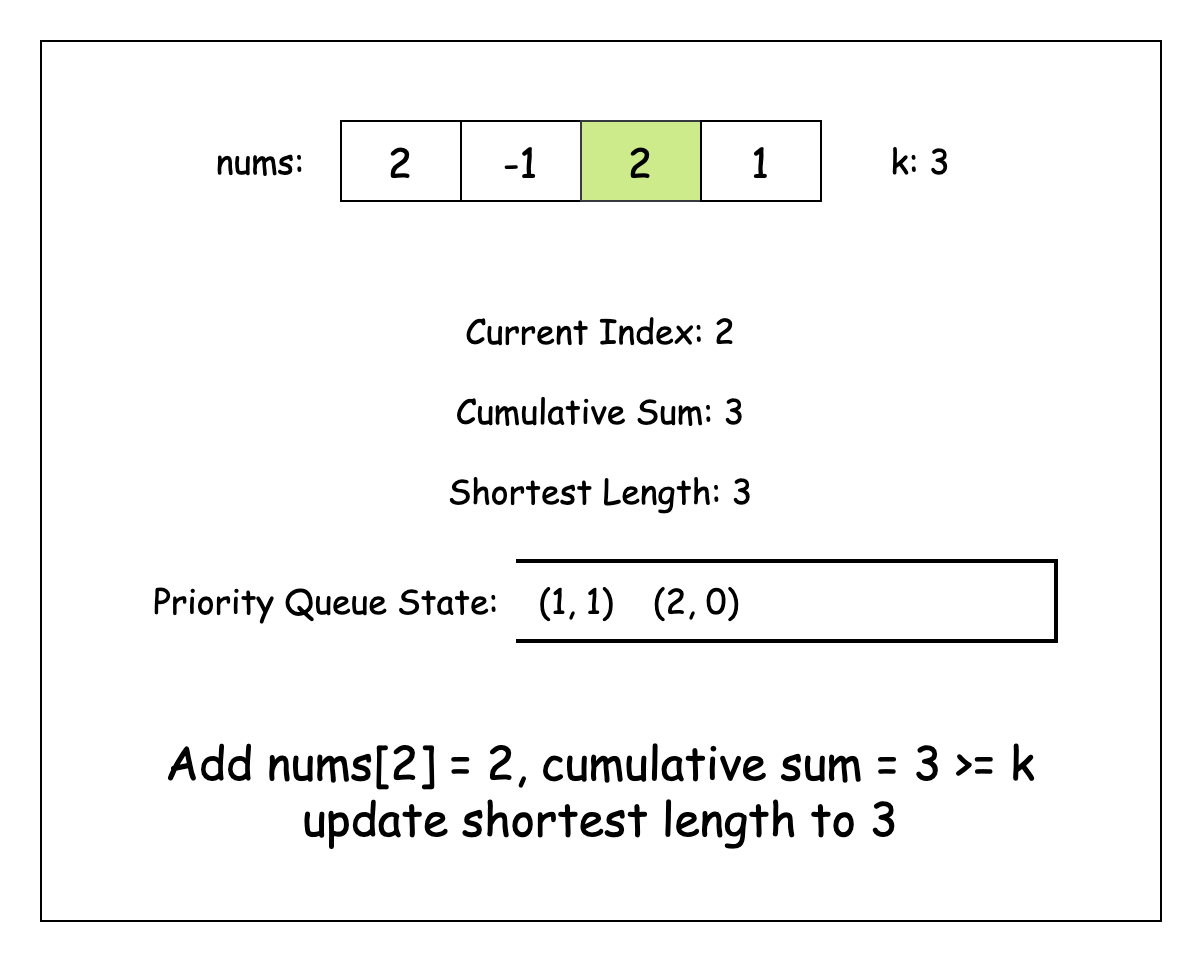 nums: 2 -1 2 1 k: 3
Current Index: 2
Cumulative Sum: 3
Shortest Length: 3
Priority Queue State: (1, 1) (2, 0)
Add nums[2] = 2, cumulative sum = 3 >= k
update shortest length to 3